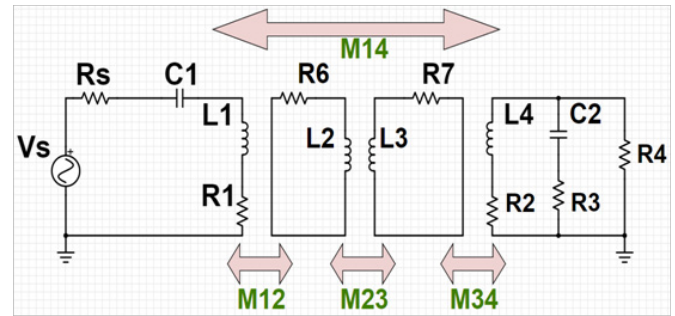 M14
Rs C1 R6 R7
L1 L4 C2
Vs + L2 L3 R4
R1 R2 R3
M12 M23 M34